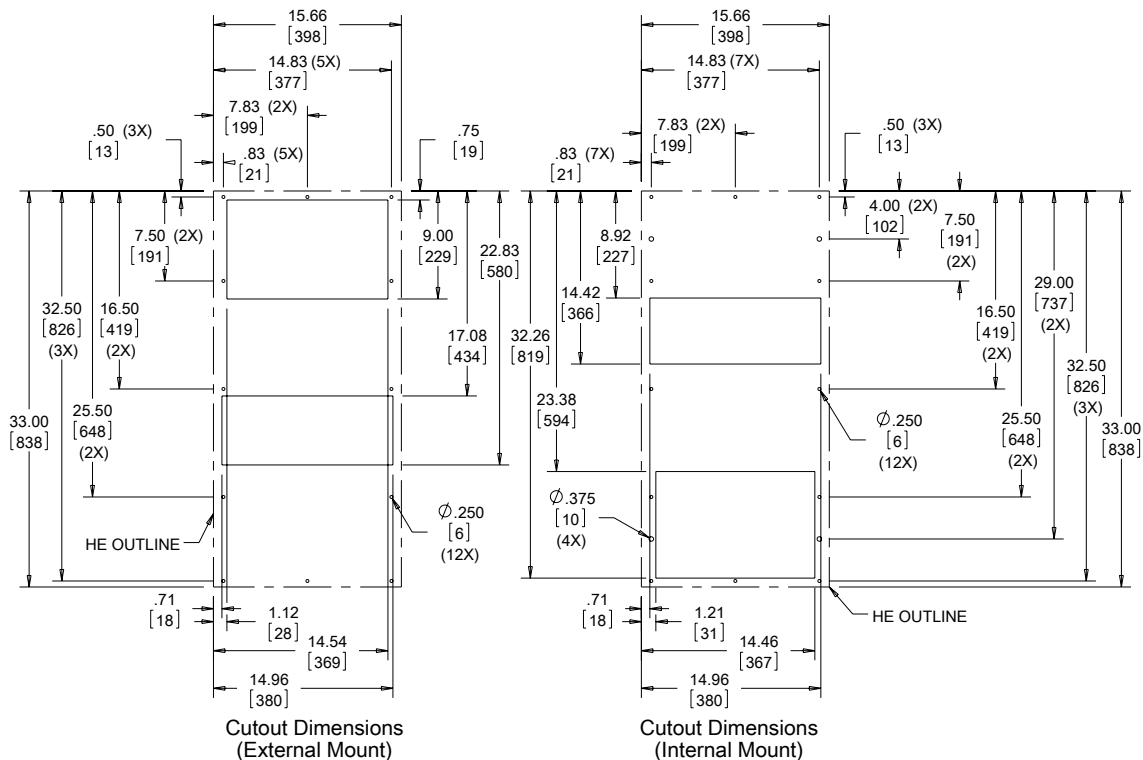 15.66
[398]
14.83 (5X)
[377]
7.83 (2X)
[199]
.50 (3X)
[13]
.83 (5X)
[21]
.75
[19]
7.50 (2X)
[191]
9.00
[229]
22.83
[580]
32.50
[826]
(3X)
16.50
[419]
(2X)
17.08
[434]
33.00
[838]
25.50
[648]
(2X)
HE OUTLINE
Ø.250
[6]
(12X)
.71
[18]
1.12
[28]
14.54
[369]
14.96
[380]
Cutout Dimensions
(External Mount)
15.66
[398]
14.83 (7X)
[377]
7.83 (2X)
[199]
.83 (7X)
[21]
.50 (3X)
[13]
8.92
[227]
4.00 (2X)
[102]
7.50
[191]
(2X)
14.42
[366]
32.26
[819]
29.00
[737]
(2X)
16.50
[419]
(2X)
23.38
[594]
32.50
[826]
(3X)
33.00
[838]
25.50
[648]
(2X)
Ø.250
[6]
(12X)
Ø.375
[10]
(4X)
HE OUTLINE
.71
[18]
1.21
[31]
14.46
[367]
14.96
[380]
Cutout Dimensions
(Internal Mount)